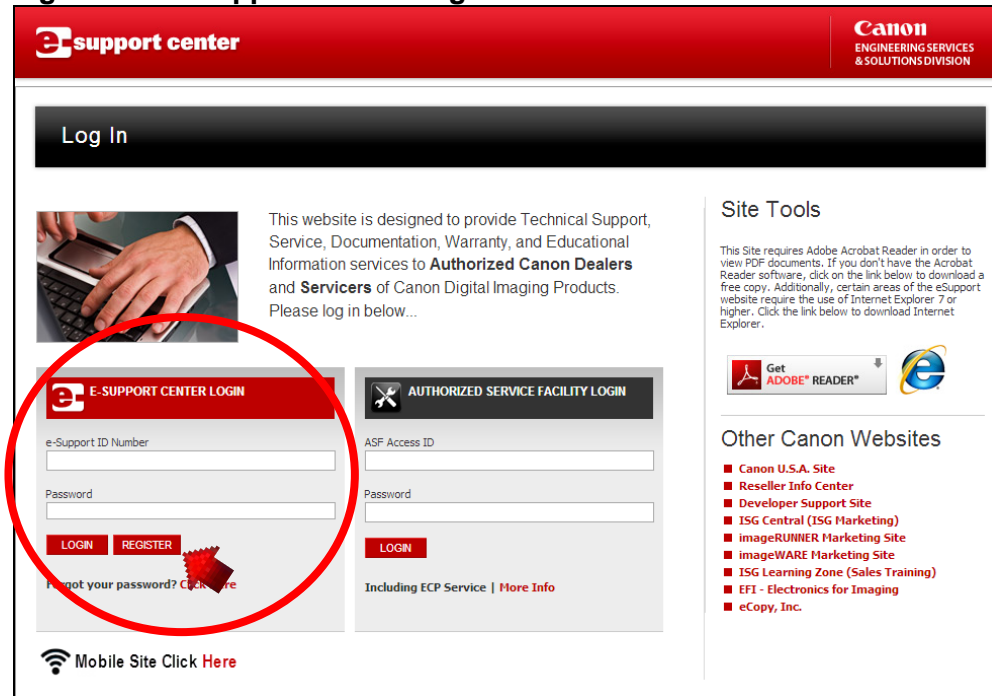 support center
Canon
ENGINEERING SERVICES
& SOLUTIONS DIVISION
Log In
This website is designed to provide Technical Support,
Service, Documentation, Warranty, and Educational
Information services to Authorized Canon Dealers
and Servicers of Canon Digital Imaging Products.
Please log in below...
E-SUPPORT CENTER LOGIN
e-Support ID Number
Password
LOGIN REGISTER
Forgot your password? Click Here
AUTHORIZED SERVICE FACILITY LOGIN
ASF Access ID
Password
LOGIN
Including ECP Service | More Info
Mobile Site Click Here
Site Tools
This Site requires Adobe Acrobat Reader in order to
view PDF documents. If you don't have the Acrobat
Reader software, click on the link below to download a
free copy. Additionally, certain areas of the eSupport
website require the use of Internet Explorer 7 or
higher. Click the link below to download Internet
Explorer.
Get
ADOBE® READER®
Other Canon Websites
Canon U.S.A. Site
Reseller Info Center
Developer Support Site
ISG Central (ISG Marketing)
imageRUNNER Marketing Site
imageWARE Marketing Site
ISG Learning Zone (Sales Training)
EFI - Electronics for Imaging
eCopy, Inc.